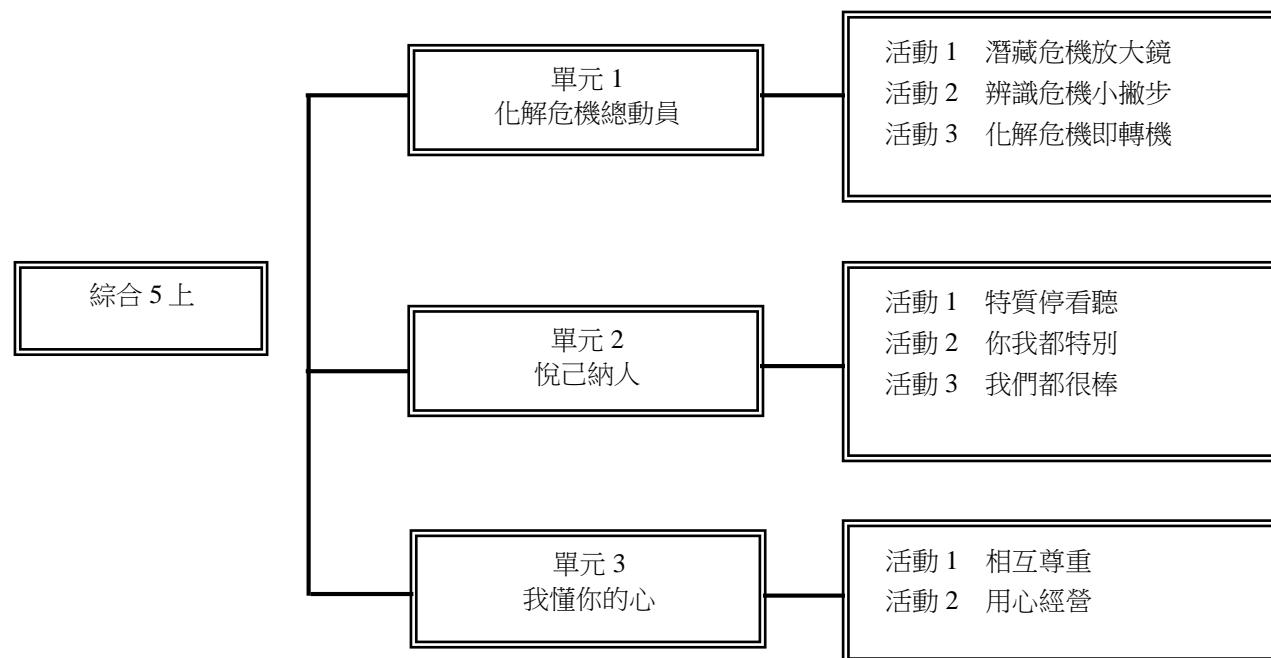 綜合 5 上
單元 1
化解危機總動員
活動 1　潛藏危機放大鏡
活動 2　辨識危機小撇步
活動 3　化解危機即轉機
單元 2
悅己納人
活動 1　特質停看聽
活動 2　你我都特別
活動 3　我們都很棒
單元 3
我懂你的心
活動 1　相互尊重
活動 2　用心經營